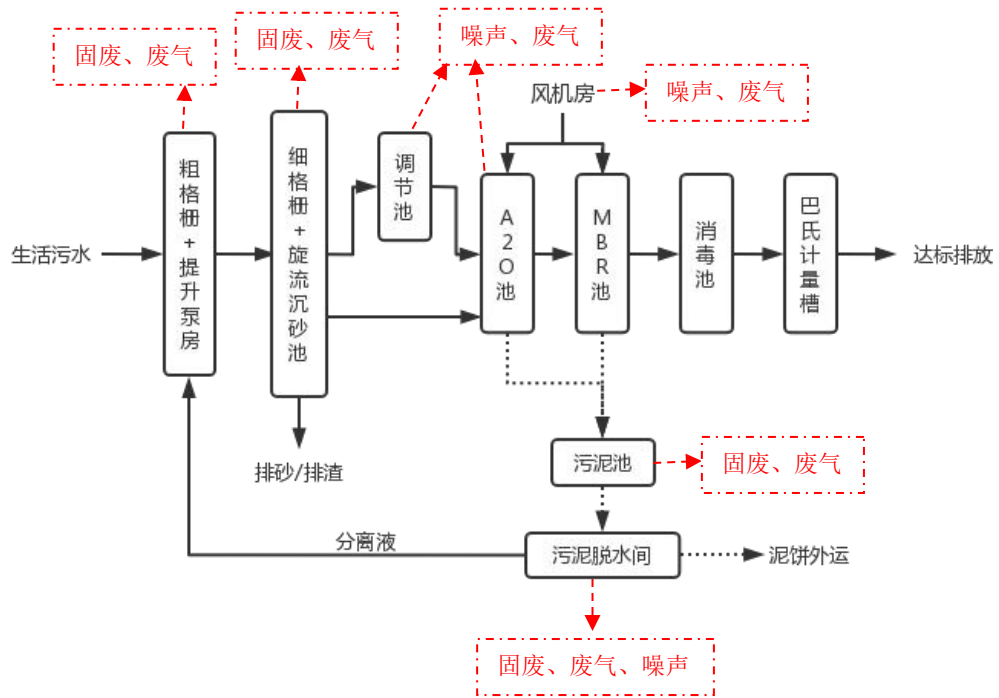 固废、废气
固废、废气
噪声、废气
风机房
噪声、废气
生活污水
粗格栅+提升泵房
细格栅+旋流沉砂池
调节池
A2O池
MBR池
消毒池
巴氏计量槽
达标排放
排砂/排渣
污泥池
固废、废气
分离液
污泥脱水间
泥饼外运
固废、废气、噪声